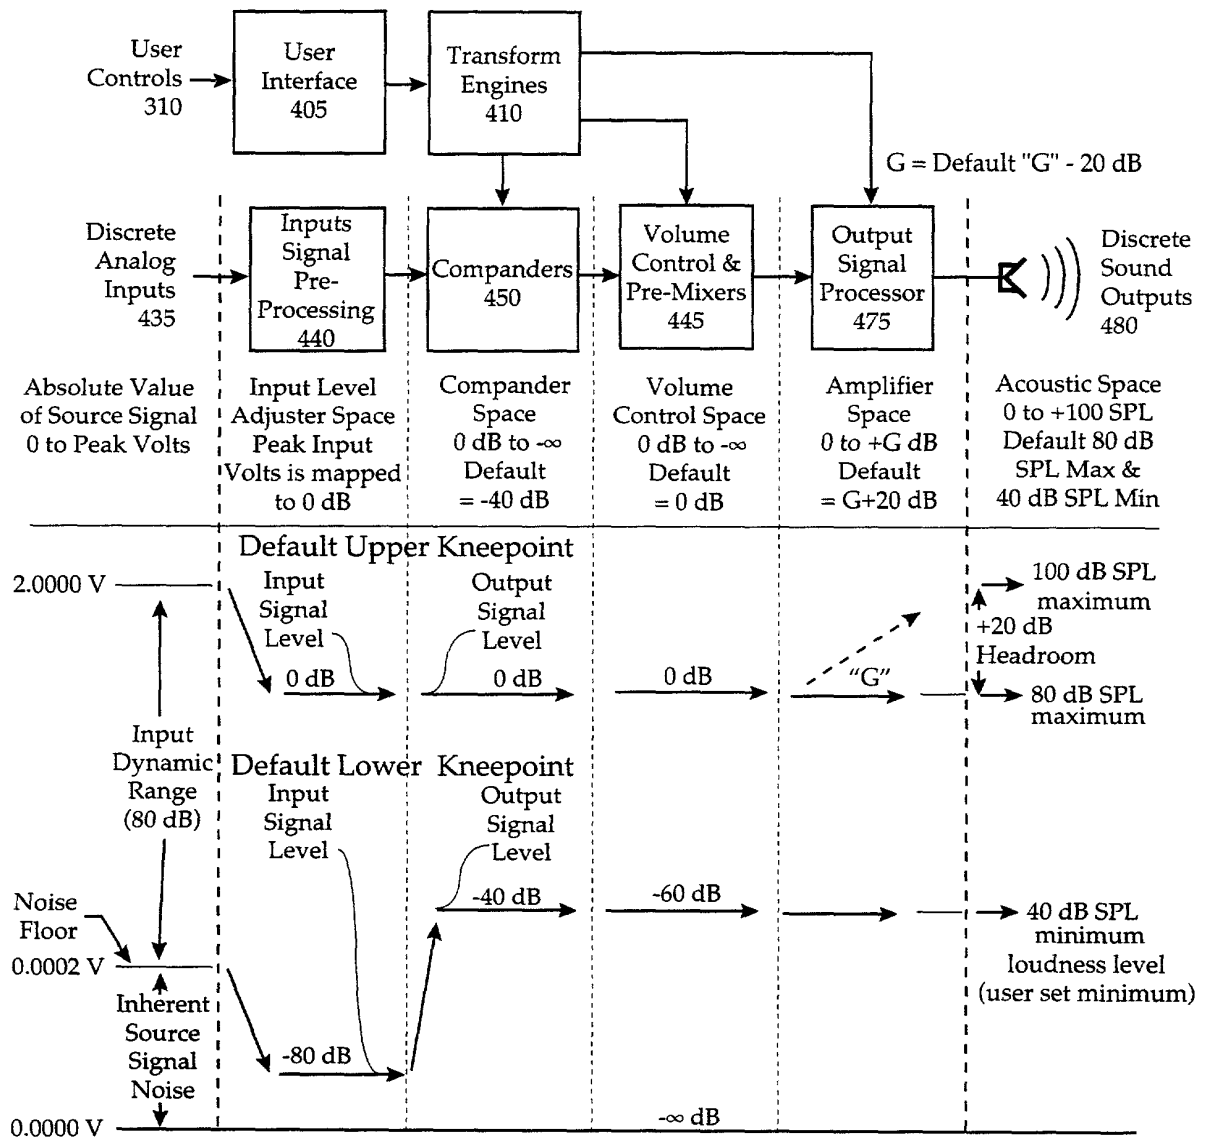 User
Controls
310
User
Interface
405
Transform
Engines
410
G = Default "G" - 20 dB
Discrete
Analog
Inputs
435
Inputs
Signal
Pre-
Processing
440
Companders
450
Volume
Control &
Pre-Mixers
445
Output
Signal
Processor
475
Discrete
Sound
Outputs
480
Absolute Value
of Source Signal
0 to Peak Volts
Input Level
Adjuster Space
Peak Input
Volts is mapped
to 0 dB
Compander
Space
0 dB to -∞
Default
= -40 dB
Volume
Control Space
0 dB to -∞
Default
= 0 dB
Amplifier
Space
0 to +G dB
Default
= G+20 dB
Acoustic Space
0 to +100 SPL
Default 80 dB
SPL Max &
40 dB SPL Min
Default Upper Kneepoint
2.0000 V
Input
Signal
Level
0 dB
Output
Signal
Level
0 dB
0 dB
"G"
100 dB SPL
maximum
+20 dB
Headroom
80 dB SPL
maximum
Input
Dynamic
Range
(80 dB)
Default Lower Kneepoint
Input
Signal
Level
Output
Signal
Level
-40 dB
-60 dB
40 dB SPL
minimum
loudness level
(user set minimum)
Noise
Floor
0.0002 V
Inherent
Source
Signal
Noise
-80 dB
0.0000 V
-∞ dB